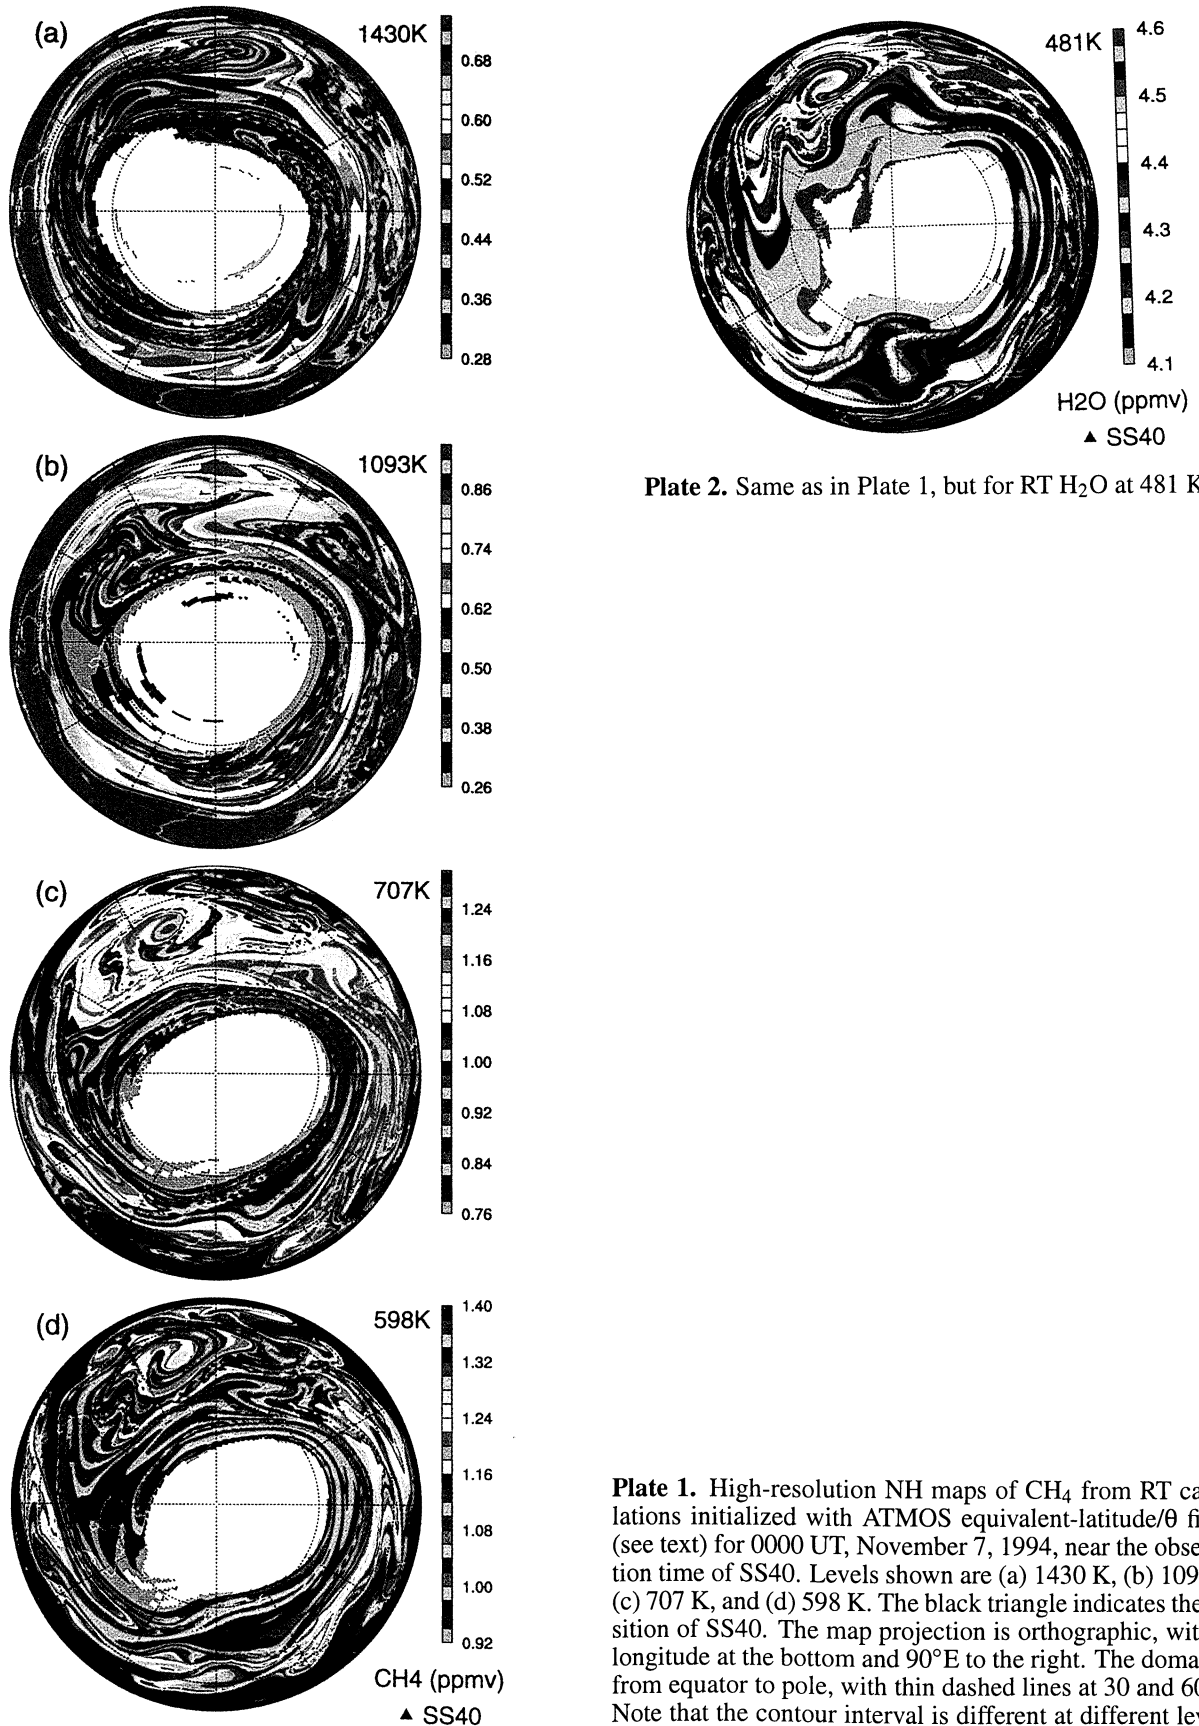 (a)
1430K
0.68
0.60
0.52
0.44
0.36
0.28
(b)
1093K
0.86
0.74
0.62
0.50
0.38
0.26
(c)
707K
1.24
1.16
1.08
1.00
0.92
0.84
0.76
(d)
598K
1.40
1.32
1.24
1.16
1.08
1.00
0.92
CH4 (ppmv)
▲ SS40
481K
4.6
4.5
4.4
4.3
4.2
4.1
H2O (ppmv)
▲ SS40
Plate 2. Same as in Plate 1, but for RT H₂O at 481 K
Plate 1. High-resolution NH maps of CH₄ from RT ca
lations initialized with ATMOS equivalent-latitude/θ fi
(see text) for 0000 UT, November 7, 1994, near the obse
tion time of SS40. Levels shown are (a) 1430 K, (b) 109
(c) 707 K, and (d) 598 K. The black triangle indicates the
sition of SS40. The map projection is orthographic, wit
longitude at the bottom and 90°E to the right. The doma
from equator to pole, with thin dashed lines at 30 and 60
Note that the contour interval is different at different lev